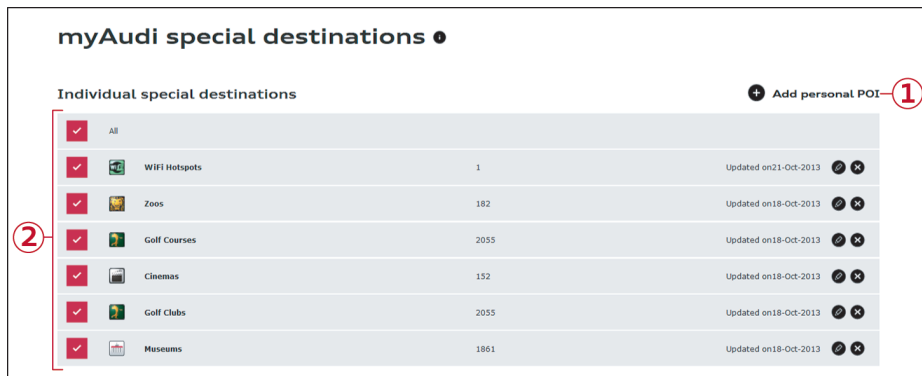 myAudi special destinations i
Individual special destinations
+ Add personal POI 1
2
All
WiFi Hotspots 1 Updated on21-Oct-2013
Zoos 182 Updated on18-Oct-2013
Golf Courses 2055 Updated on18-Oct-2013
Cinemas 152 Updated on18-Oct-2013
Golf Clubs 2055 Updated on18-Oct-2013
Museums 1861 Updated on18-Oct-2013